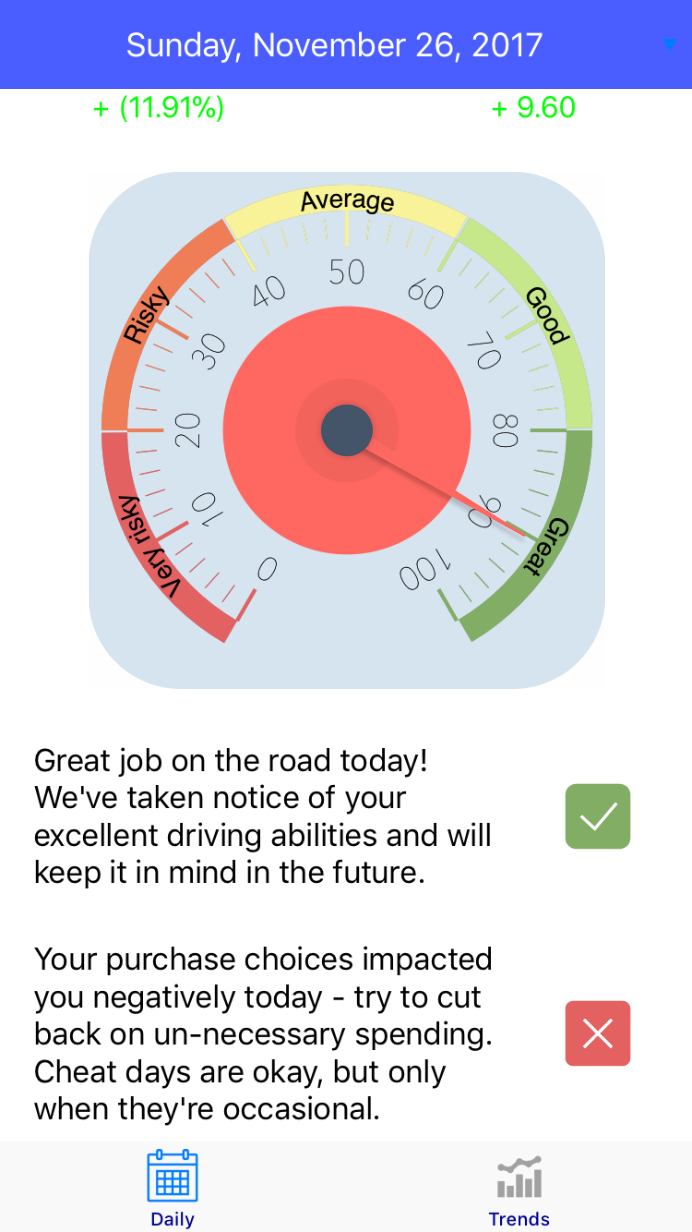 Sunday, November 26, 2017
+ (11.91%)
+ 9.60
Average
Risky
Good
Very risky
Great
0
10
20
30
40
50
60
70
80
90
100
Great job on the road today!
We've taken notice of your
excellent driving abilities and will
keep it in mind in the future.
Your purchase choices impacted
you negatively today - try to cut
back on un-necessary spending.
Cheat days are okay, but only
when they're occasional.
Daily
Trends